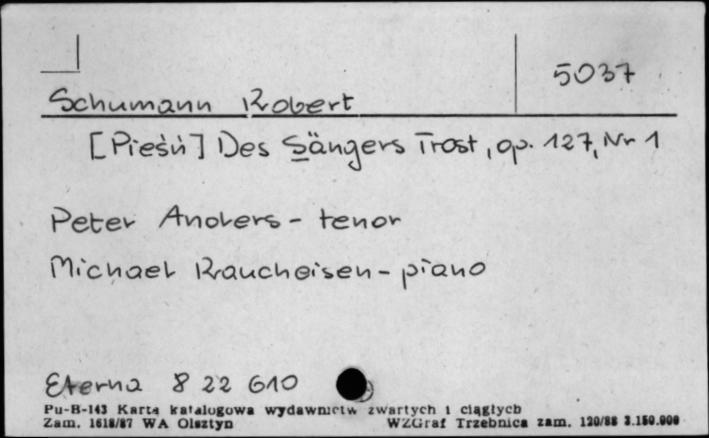 5037
Schumann Robert
[Pieśń] Des Sängers Trost, op. 127, Nr 1
Peter Anders - tenor
Michael Raucheisen - piano
Eterna 8 22 610
Pu-B-143 Karta katalogowa wydawnictw zwartych i ciągłych
Zam. 1618/87 WA Olsztyn WZGraf Trzebnica zam. 120/88 3.150.000